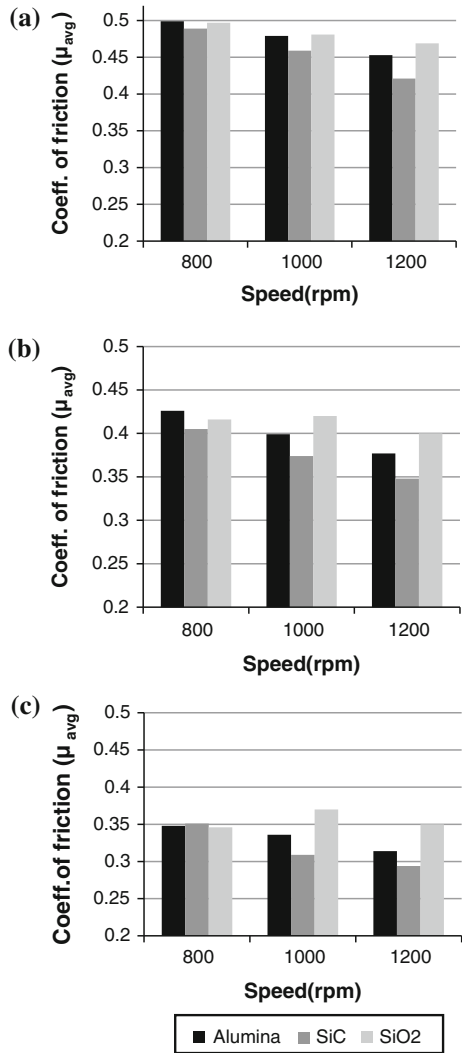 (a)
Coeff. of friction (μavg)
0.5
0.45
0.4
0.35
0.3
0.25
0.2
800 1000 1200
Speed(rpm)
(b)
Coeff. of friction (μavg)
0.5
0.45
0.4
0.35
0.3
0.25
0.2
800 1000 1200
Speed(rpm)
(c)
Coeff.of friction (μ avg)
0.5
0.45
0.4
0.35
0.3
0.25
0.2
800 1000 1200
Speed(rpm)
Alumina SiC SiO2